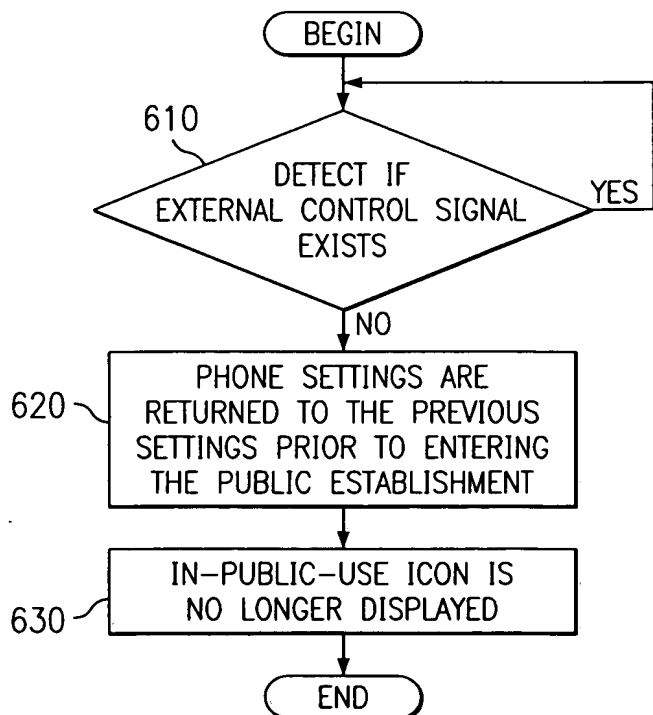 BEGIN
610
DETECT IF
EXTERNAL CONTROL SIGNAL
EXISTS
YES
NO
620
PHONE SETTINGS ARE
RETURNED TO THE PREVIOUS
SETTINGS PRIOR TO ENTERING
THE PUBLIC ESTABLISHMENT
630
IN-PUBLIC-USE ICON IS
NO LONGER DISPLAYED
END